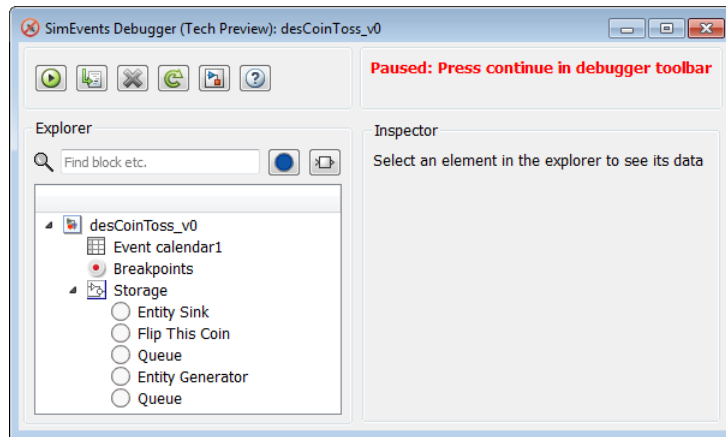 SimEvents Debugger (Tech Preview): desCoinToss_v0
Paused: Press continue in debugger toolbar
Explorer
Find block etc.
desCoinToss_v0
Event calendar1
Breakpoints
Storage
Entity Sink
Flip This Coin
Queue
Entity Generator
Queue
Inspector
Select an element in the explorer to see its data